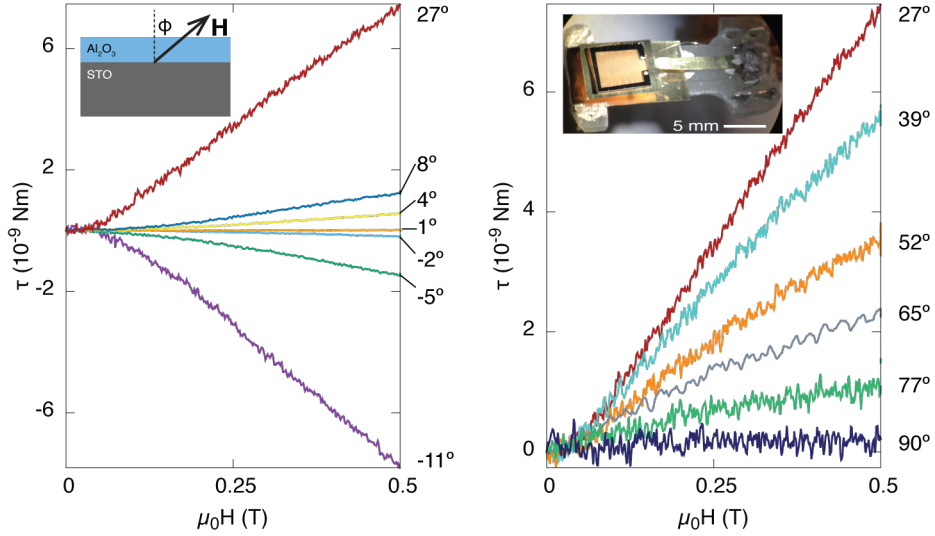 Φ
H
Al₂O₃
STO
τ (10⁻⁹ Nm)
6
2
-2
-6
0
0.25
0.5
μ₀H (T)
27º
8º
4º
1º
-2º
-5º
-11º
5 mm
τ (10⁻⁹ Nm)
6
4
2
0
0
0.25
0.5
μ₀H (T)
27º
39º
52º
65º
77º
90º